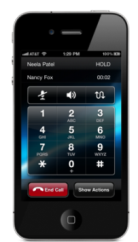 AT&T 1:20 PM 100%
Neela Patel HOLD
Nancy Fox 00:02
1 2 ABC 3 DEF
4 GHI 5 JKL 6 MNO
7 PQRS 8 TUV 9 WXYZ
* 0 + #
End Call Show Actions